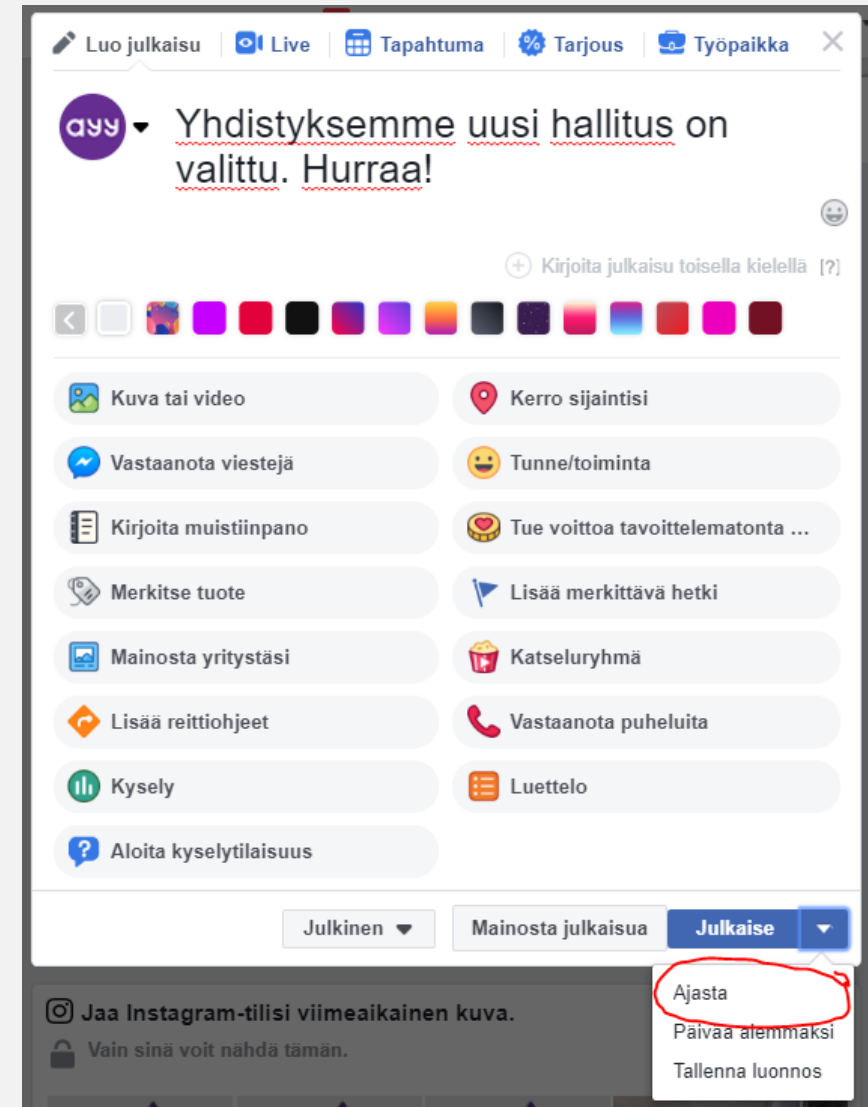 Luo julkaisu Live Tapahtuma Tarjous Työpaikka
ayy
Yhdistyksemme uusi hallitus on
valittu. Hurraa!
Kirjoita julkaisu toisella kielellä [?]
Kuva tai video
Kerro sijaintisi
Vastaanota viestejä
Tunne/toiminta
Kirjoita muistiinpano
Tue voittoa tavoittelematonta ...
Merkitse tuote
Lisää merkittävä hetki
Mainosta yritystäsi
Katseluryhmä
Lisää reittiohjeet
Vastaanota puheluita
Kysely
Luettelo
Aloita kyselytilaisuus
Julkinen
Mainosta julkaisua
Julkaise
Ajasta
Päivää alemmaksi
Tallenna luonnos
Jaa Instagram-tilisi viimeaikainen kuva.
Vain sinä voit nähdä tämän.